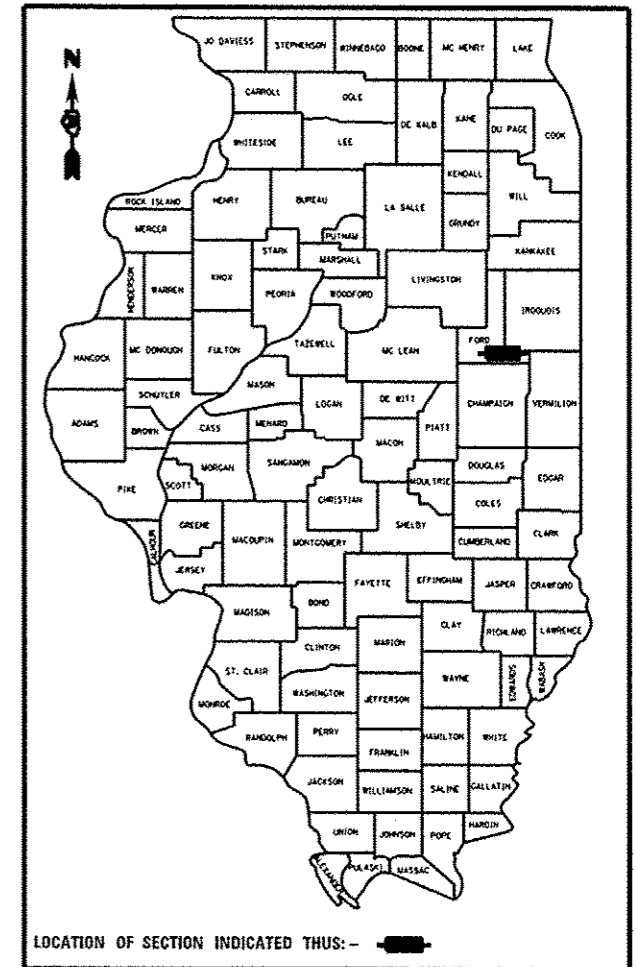 JO DAVIESS STEPHENSON WINNEBAGO BOONE MC HENRY LAKE
N
CARROLL OGLE
DE KALB KANE DU PAGE COOK
WHITESIDE LEE
KENDALL
ROCK ISLAND HENRY BUREAU LA SALLE WILL
MERCER PUTNAM GRUNDY
STARK MARSHALL KANKAKEE
HENDERSON WARREN KNOX PEORIA WOODFORD LIVINGSTON IROQUOIS
FORD
HANCOCK MC DONOUGH FULTON TAZEWELL MC LEAN
MASON
SCHUYLER LOGAN DE WITT CHAMPAIGN VERMILION
ADAMS BROWN CASS MENARD PIATT
MACON
MORGAN SANGAMON DOUGLAS
PIKE SCOTT CHRISTIAN MOULTRIE EDGAR
COLES
GREENE SHELBY
CALHOUN MACOUPIN MONTGOMERY CUMBERLAND CLARK
JERSEY FAYETTE EFFINGHAM JASPER CRAWFORD
MADISON BOND
CLAY RICHLAND LAWRENCE
CLINTON MARION
ST. CLAIR WAYNE EDWARDS WABASH
WASHINGTON JEFFERSON
MONROE
RANDOLPH PERRY HAMILTON WHITE
FRANKLIN
JACKSON WILLIAMSON SALINE GALLATIN
UNION JOHNSON POPE HARDIN
ALEXANDER PULASKI MASSAC
LOCATION OF SECTION INDICATED THUS: -